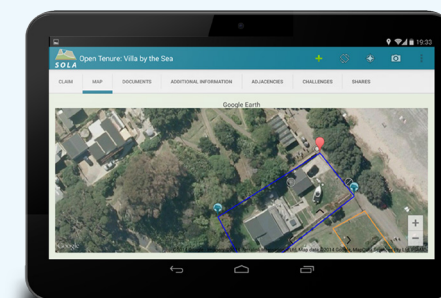 19:33
SOLA
Open Tenure: Villa by the Sea
CLAIM MAP DOCUMENTS ADDITIONAL INFORMATION ADJACENCIES CHALLENGES SHARES
Google Earth
+
−
Google